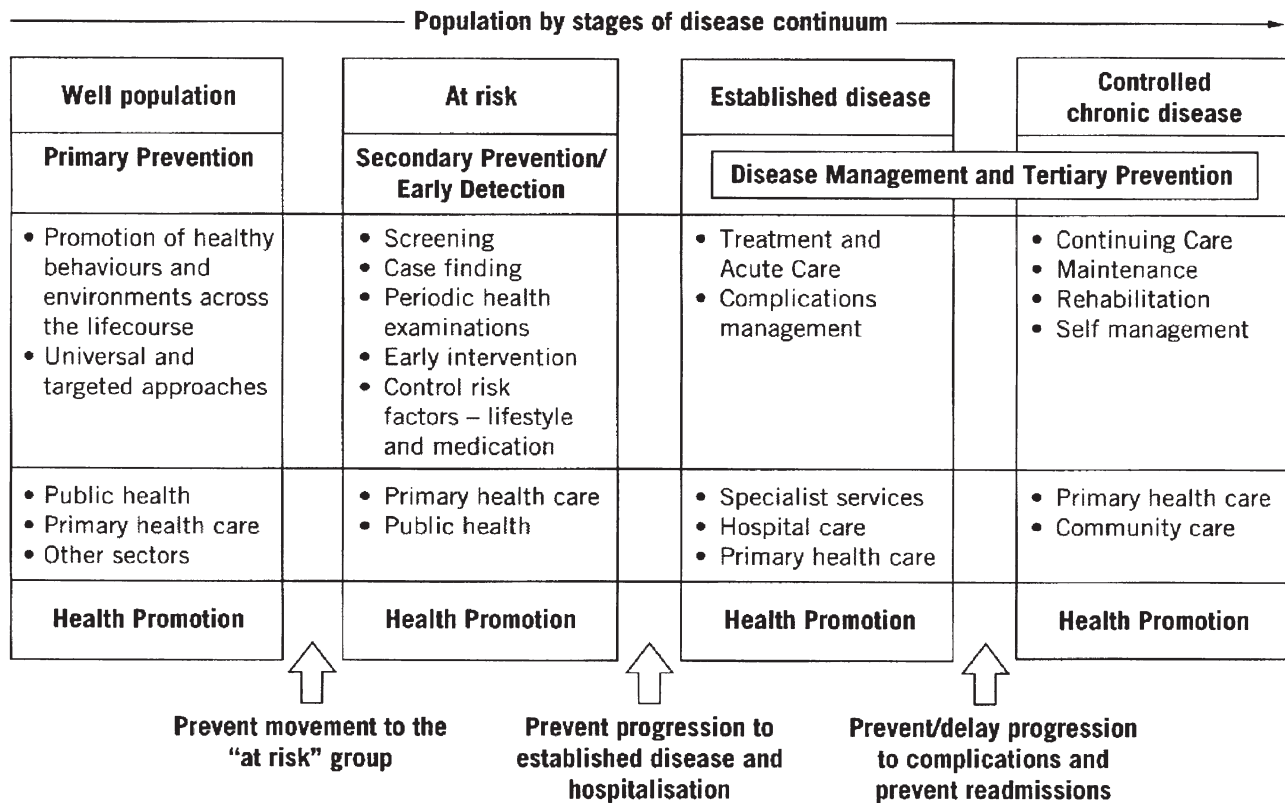 Population by stages of disease continuum
Well population
Primary Prevention
• Promotion of healthy
behaviours and
environments across
the lifecourse
• Universal and
targeted approaches
• Public health
• Primary health care
• Other sectors
Health Promotion
At risk
Secondary Prevention/
Early Detection
• Screening
• Case finding
• Periodic health
examinations
• Early intervention
• Control risk
factors – lifestyle
and medication
• Primary health care
• Public health
Health Promotion
Established disease
Disease Management and Tertiary Prevention
• Treatment and
Acute Care
• Complications
management
• Specialist services
• Hospital care
• Primary health care
Health Promotion
Controlled
chronic disease
• Continuing Care
• Maintenance
• Rehabilitation
• Self management
• Primary health care
• Community care
Health Promotion
Prevent movement to the
“at risk” group
Prevent progression to
established disease and
hospitalisation
Prevent/delay progression
to complications and
prevent readmissions